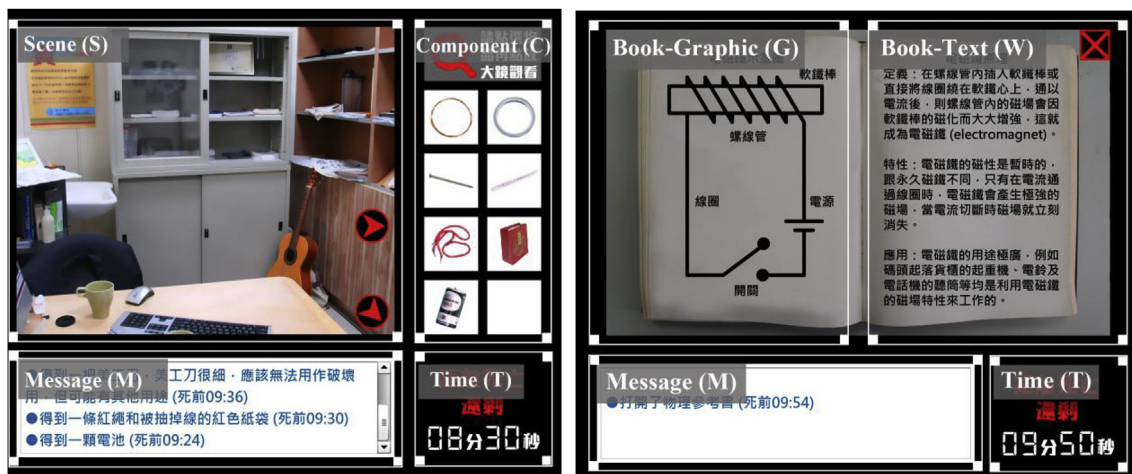 Scene (S)
Component (C)
大鏡觀看
Message (M)
美工刀很細，應該無法用作破壞
用，但可能有其他用途 (死前09:36)
●得到一條紅繩和被抽掉線的紅色紙袋 (死前09:30)
●得到一顆電池 (死前09:24)
Time (T)
還剩
08分30秒
Book-Graphic (G)
軟鐵棒
螺線管
線圈
電源
開關
Book-Text (W)
定義：在螺線管內插入軟鐵棒或
直接將線圈繞在軟鐵心上，通以
電流後，則螺線管內的磁場會因
軟鐵棒的磁化而大大增強，這就
成為電磁鐵 (electromagnet)。
特性：電磁鐵的磁性是暫時的，
跟永久磁鐵不同，只有在電流通
過線圈時，電磁鐵會產生極強的
磁場，當電流切斷時磁場就立刻
消失。
應用：電磁鐵的用途極廣，例如
碼頭起落貨櫃的起重機、電鈴及
電話機的聽筒等均是利用電磁鐵
的磁場特性來工作的。
Message (M)
●打開了物理參考書 (死前09:54)
Time (T)
還剩
09分50秒